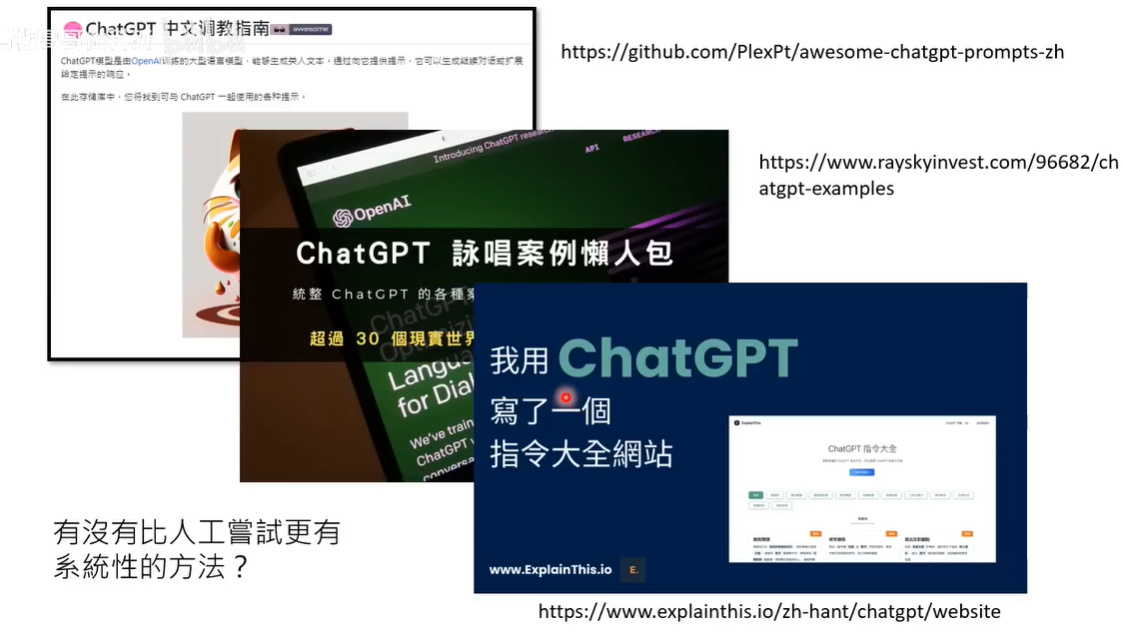 ChatGPT 中文调教指南 awesome
ChatGPT模型是由OpenAI训练的大型语言模型，能够生成类人文本。通过向它提供提示，它可以生成继续对话或扩展
给定提示的响应。
在此存储库中，您将找到可与 ChatGPT 一起使用的各种提示。
https://github.com/PlexPt/awesome-chatgpt-prompts-zh
Introducing ChatGPT research
API
RESEARCH
OpenAI
ChatGPT 詠唱案例懶人包
統整 ChatGPT 的各種案
超過 30 個現實世界
Langu
for Dia
We've train
ChatGPT
conversa
https://www.rayskyinvest.com/96682/ch
atgpt-examples
我用 ChatGPT
寫了一個
指令大全網站
ExplainThis
ChatGPT 指令大全
www.ExplainThis.io E.
https://www.explainthis.io/zh-hant/chatgpt/website
有沒有比人工嘗試更有
系統性的方法？